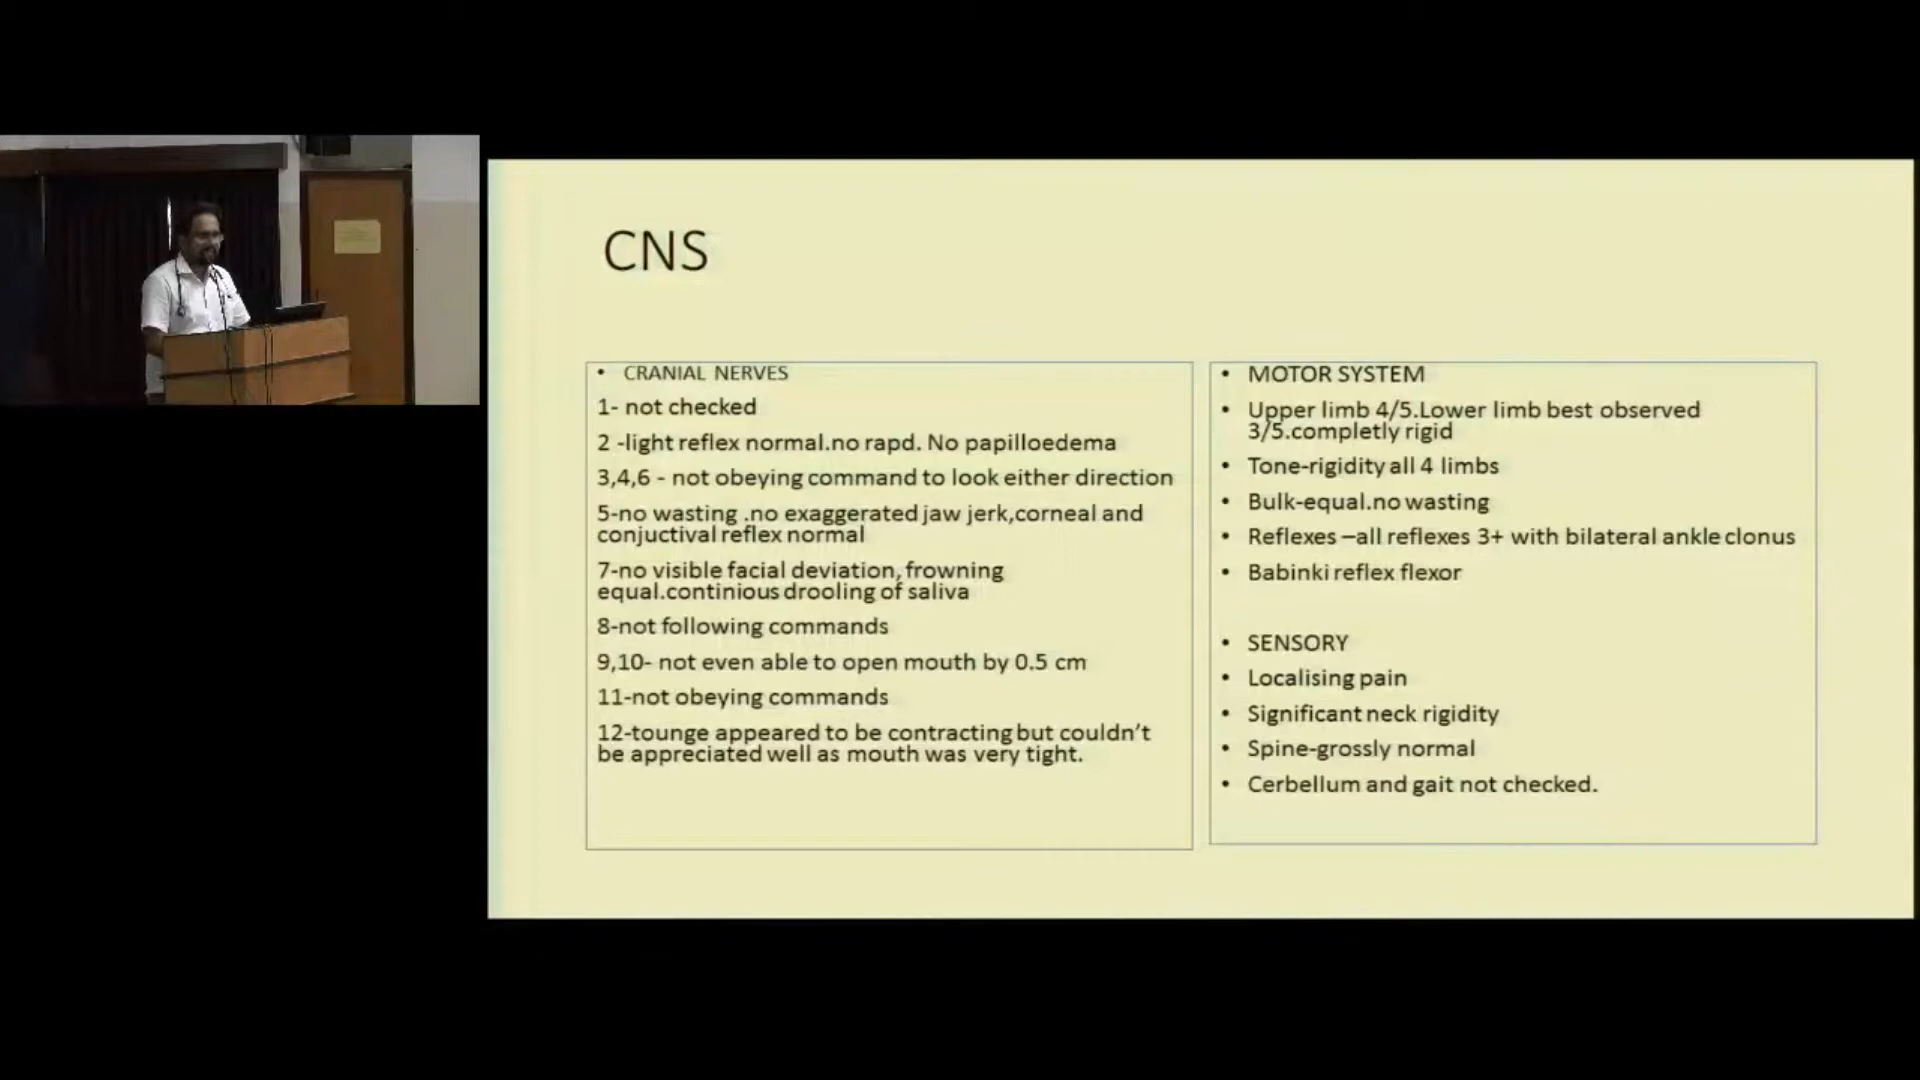 CNS
• CRANIAL NERVES
1- not checked
2 -light reflex normal.no rapd. No papilloedema
3,4,6 - not obeying command to look either direction
5-no wasting .no exaggerated jaw jerk,corneal and
conjuctival reflex normal
7-no visible facial deviation, frowning
equal.continious drooling of saliva
8-not following commands
9,10- not even able to open mouth by 0.5 cm
11-not obeying commands
12-tounge appeared to be contracting but couldn't
be appreciated well as mouth was very tight.
• MOTOR SYSTEM
• Upper limb 4/5.Lower limb best observed
3/5.completly rigid
• Tone-rigidity all 4 limbs
• Bulk-equal.no wasting
• Reflexes –all reflexes 3+ with bilateral ankle clonus
• Babinki reflex flexor
• SENSORY
• Localising pain
• Significant neck rigidity
• Spine-grossly normal
• Cerbellum and gait not checked.